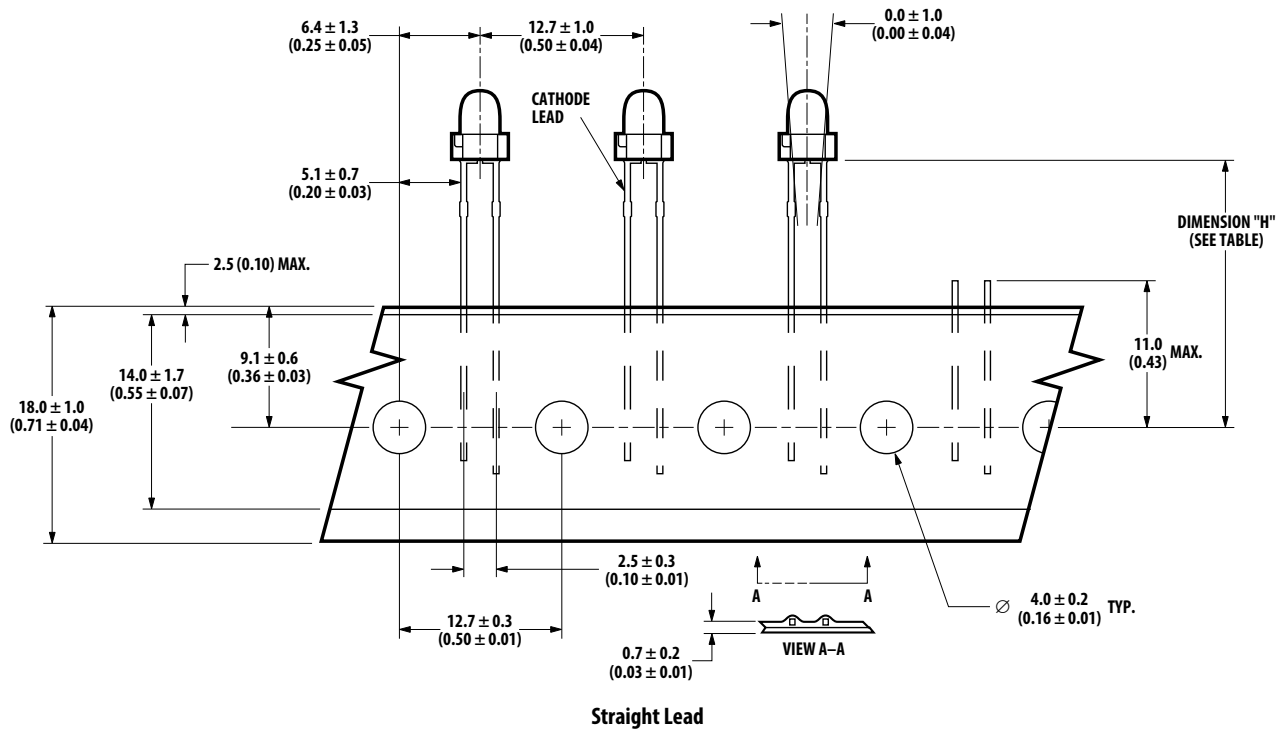 6.4 ± 1.3
(0.25 ± 0.05)
12.7 ± 1.0
(0.50 ± 0.04)
0.0 ± 1.0
(0.00 ± 0.04)
CATHODE
LEAD
5.1 ± 0.7
(0.20 ± 0.03)
DIMENSION "H"
(SEE TABLE)
2.5 (0.10) MAX.
9.1 ± 0.6
(0.36 ± 0.03)
14.0 ± 1.7
(0.55 ± 0.07)
18.0 ± 1.0
(0.71 ± 0.04)
11.0
(0.43) MAX.
2.5 ± 0.3
(0.10 ± 0.01)
A A
12.7 ± 0.3
(0.50 ± 0.01)
∅ 4.0 ± 0.2 TYP.
(0.16 ± 0.01)
0.7 ± 0.2
(0.03 ± 0.01)
VIEW A–A
Straight Lead